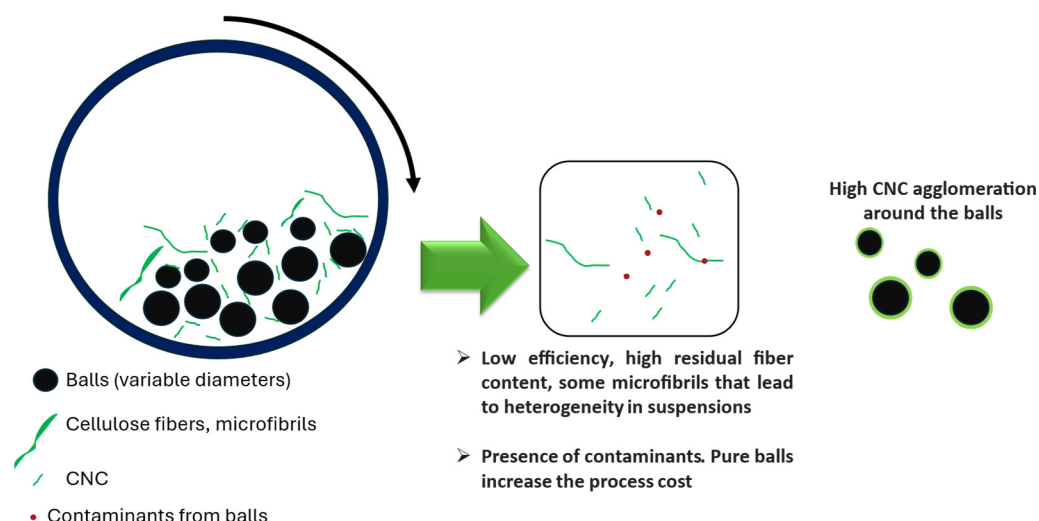 High CNC agglomeration
around the balls
Balls (variable diameters)
Cellulose fibers, microfibrils
CNC
Contaminants from balls
➢ Low efficiency, high residual fiber
content, some microfibrils that lead
to heterogeneity in suspensions
➢ Presence of contaminants. Pure balls
increase the process cost